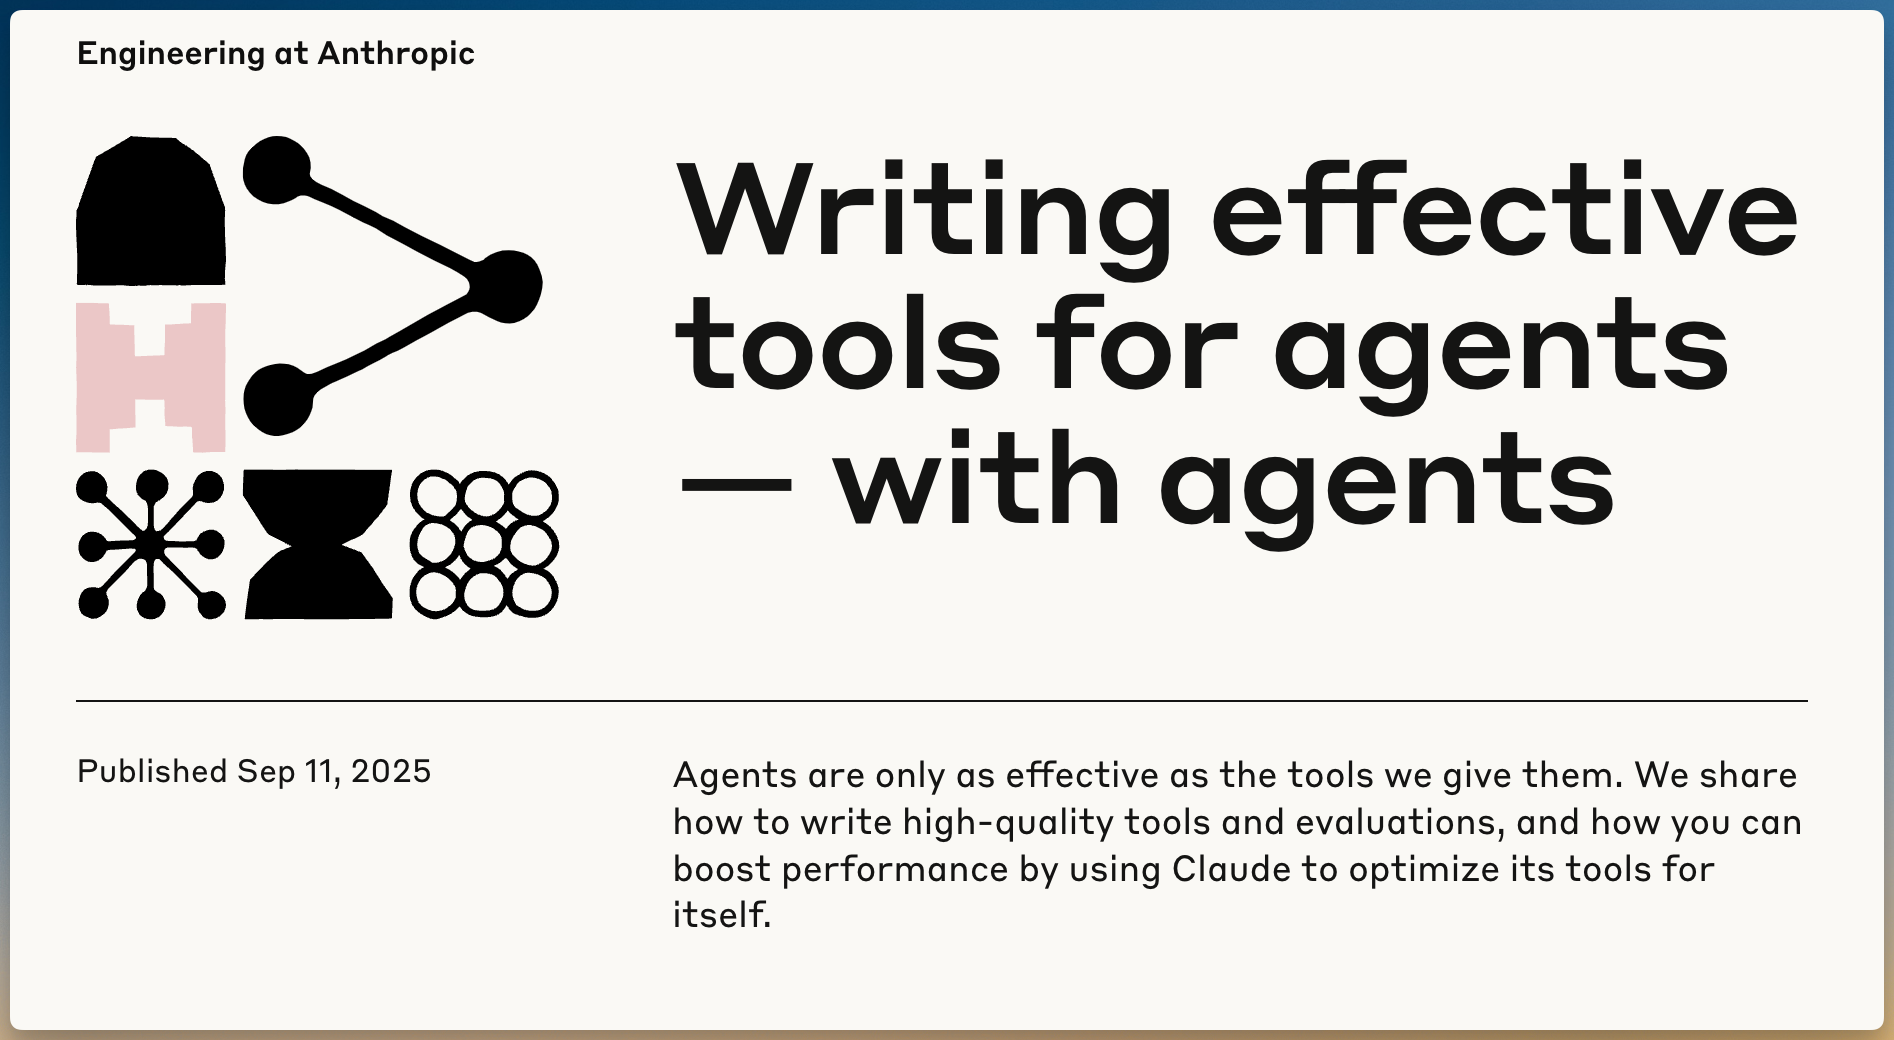 Engineering at Anthropic
Writing effective
tools for agents
— with agents
Published Sep 11, 2025
Agents are only as effective as the tools we give them. We share
how to write high-quality tools and evaluations, and how you can
boost performance by using Claude to optimize its tools for
itself.